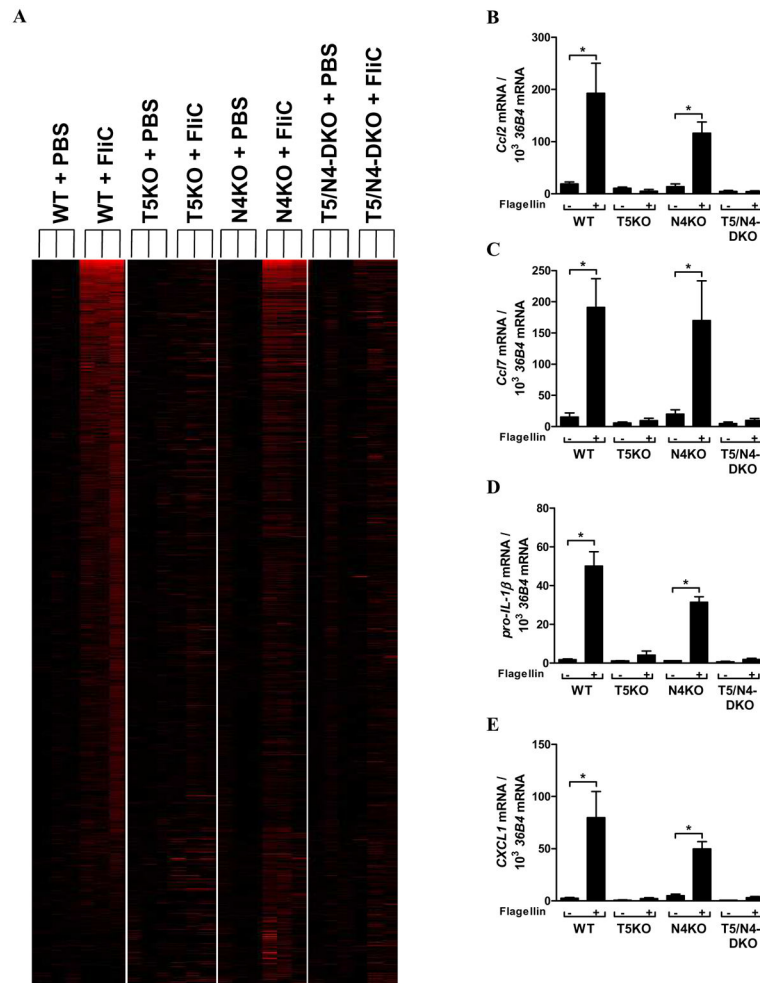 A
WT + PBS
WT + FliC
T5KO + PBS
T5KO + FliC
N4KO + PBS
N4KO + FliC
T5/N4-DKO + PBS
T5/N4-DKO + FliC
B
Ccl2 mRNA /
10³ 36B4 mRNA
300
200
100
0
*
*
Flagellin - + - + - + - +
WT T5KO N4KO T5/N4-
DKO
C
Ccl7 mRNA /
10³ 36B4 mRNA
250
200
150
100
50
0
*
*
Flagellin - + - + - + - +
WT T5KO N4KO T5/N4-
DKO
D
pro-IL-1β mRNA /
10³ 36B4 mRNA
80
60
40
20
0
*
*
Flagellin - + - + - + - +
WT T5KO N4KO T5/N4-
DKO
E
CXCL1 mRNA /
10³ 36B4 mRNA
150
100
50
0
*
*
Flagellin - + - + - + - +
WT T5KO N4KO T5/N4-
DKO